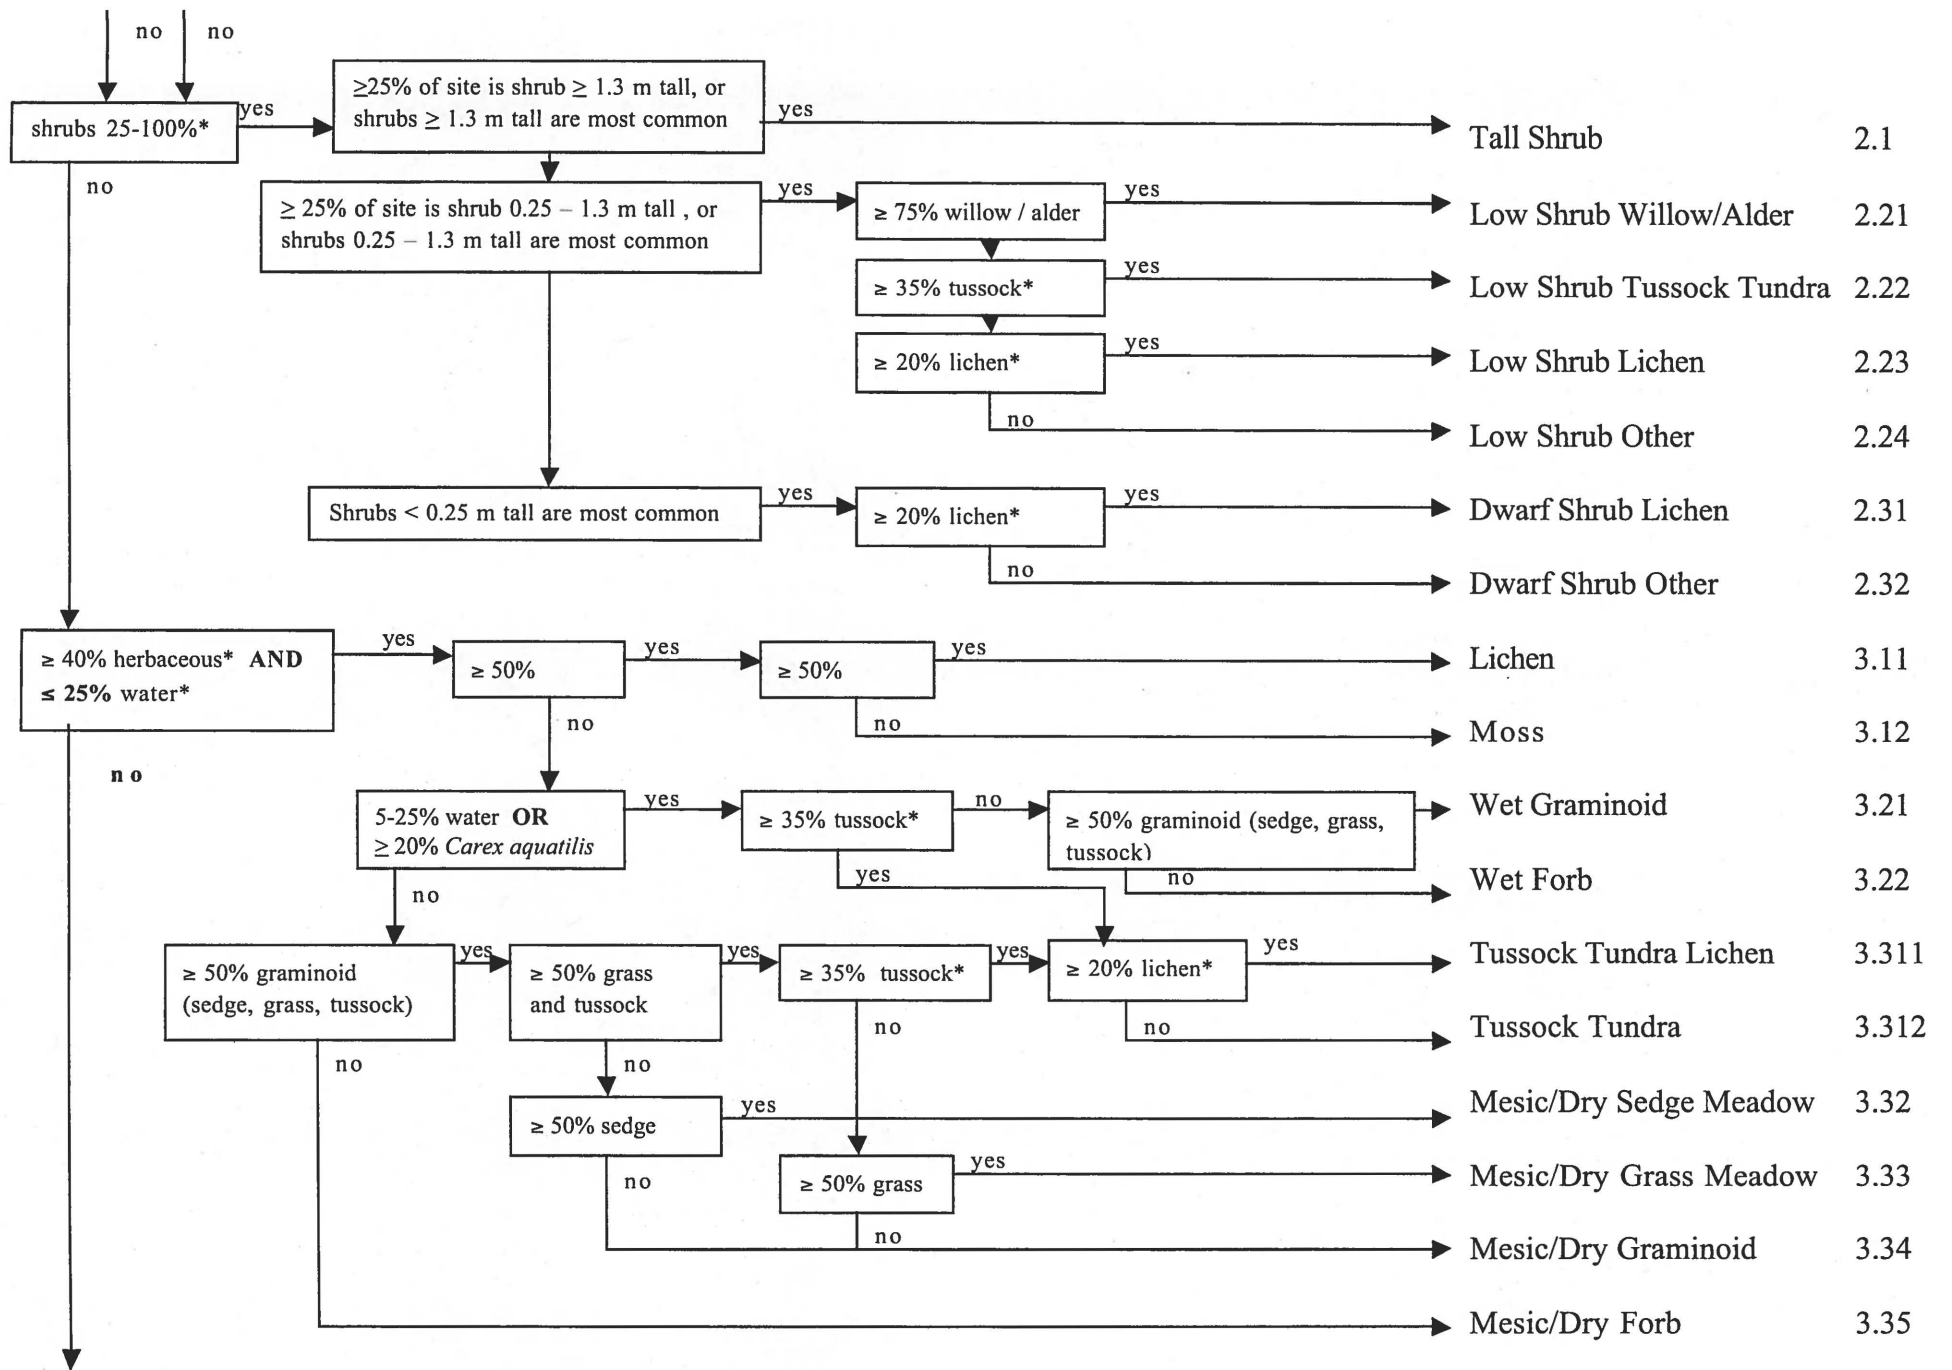 no no
shrubs 25-100%*
yes
≥25% of site is shrub ≥ 1.3 m tall, or
shrubs ≥ 1.3 m tall are most common
yes
Tall Shrub 2.1
no
≥ 25% of site is shrub 0.25 – 1.3 m tall , or
shrubs 0.25 – 1.3 m tall are most common
yes
≥ 75% willow / alder
yes
Low Shrub Willow/Alder 2.21
≥ 35% tussock*
yes
Low Shrub Tussock Tundra 2.22
≥ 20% lichen*
yes
Low Shrub Lichen 2.23
no
Low Shrub Other 2.24
Shrubs < 0.25 m tall are most common
yes
≥ 20% lichen*
yes
Dwarf Shrub Lichen 2.31
no
Dwarf Shrub Other 2.32
≥ 40% herbaceous* AND
≤ 25% water*
yes
≥ 50%
yes
≥ 50%
yes
Lichen 3.11
no
no
Moss 3.12
no
5-25% water OR
≥ 20% Carex aquatilis
yes
≥ 35% tussock*
no
≥ 50% graminoid (sedge, grass,
tussock)
Wet Graminoid 3.21
yes
no
Wet Forb 3.22
no
≥ 50% graminoid
(sedge, grass, tussock)
yes
≥ 50% grass
and tussock
yes
≥ 35% tussock*
yes
≥ 20% lichen*
yes
Tussock Tundra Lichen 3.311
no
no
Tussock Tundra 3.312
no
no
≥ 50% sedge
yes
Mesic/Dry Sedge Meadow 3.32
≥ 50% grass
yes
Mesic/Dry Grass Meadow 3.33
no
no
Mesic/Dry Graminoid 3.34
Mesic/Dry Forb 3.35